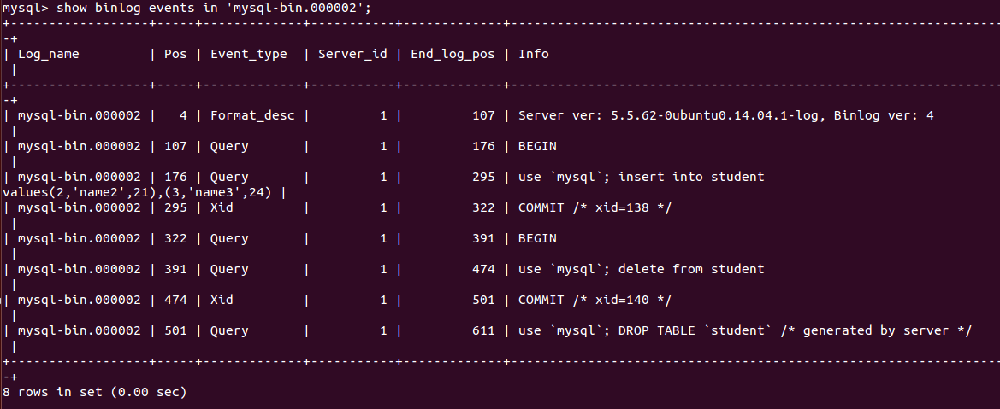 mysql> show binlog events in 'mysql-bin.000002';
+------------------+-----+-------------+-----------+-------------+----------------------------------------------------------------
-+
| Log_name         | Pos | Event_type  | Server_id | End_log_pos | Info
 |
+------------------+-----+-------------+-----------+-------------+----------------------------------------------------------------
-+
| mysql-bin.000002 |   4 | Format_desc |         1 |         107 | Server ver: 5.5.62-0ubuntu0.14.04.1-log, Binlog ver: 4
 |
| mysql-bin.000002 | 107 | Query       |         1 |         176 | BEGIN
 |
| mysql-bin.000002 | 176 | Query       |         1 |         295 | use `mysql`; insert into student
values(2,'name2',21),(3,'name3',24) |
| mysql-bin.000002 | 295 | Xid         |         1 |         322 | COMMIT /* xid=138 */
 |
| mysql-bin.000002 | 322 | Query       |         1 |         391 | BEGIN
 |
| mysql-bin.000002 | 391 | Query       |         1 |         474 | use `mysql`; delete from student
 |
| mysql-bin.000002 | 474 | Xid         |         1 |         501 | COMMIT /* xid=140 */
 |
| mysql-bin.000002 | 501 | Query       |         1 |         611 | use `mysql`; DROP TABLE `student` /* generated by server */
 |
+------------------+-----+-------------+-----------+-------------+----------------------------------------------------------------
-+
8 rows in set (0.00 sec)